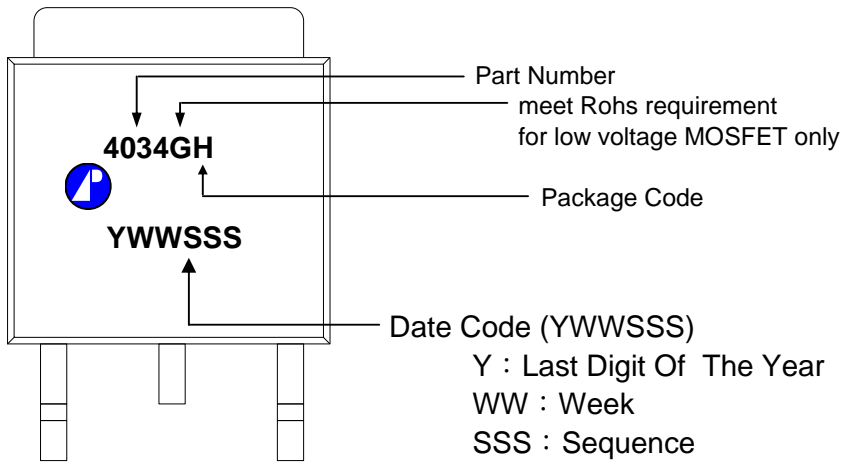 Part Number
meet Rohs requirement
for low voltage MOSFET only
4034GH
Package Code
YWWSSS
Date Code (YWWSSS)
Y：Last Digit Of The Year
WW：Week
SSS：Sequence